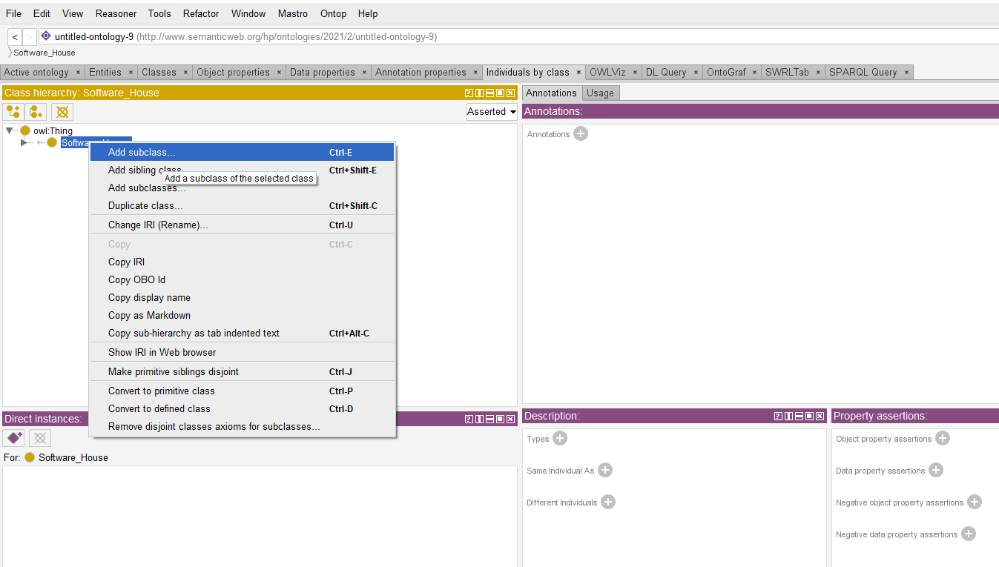 File Edit View Reasoner Tools Refactor Window Mastro Ontop Help
< > untitled-ontology-9 (http://www.semanticweb.org/hp/ontologies/2021/2/untitled-ontology-9)
Software_House
Active ontology × Entities × Classes × Object properties × Data properties × Annotation properties × Individuals by class × OWLViz × DL Query × OntoGraf × SWRLTab × SPARQL Query ×
Class hierarchy: Software_House
Asserted
owl:Thing
Softwa
Add subclass... Ctrl-E
Add sibling class Ctrl+Shift-E
Add a subclass of the selected class
Add subclasses...
Duplicate class... Ctrl+Shift-C
Change IRI (Rename)... Ctrl-U
Copy Ctrl-C
Copy IRI
Copy OBO Id
Copy display name
Copy as Markdown
Copy sub-hierarchy as tab indented text Ctrl+Alt-C
Show IRI in Web browser
Make primitive siblings disjoint Ctrl-J
Convert to primitive class Ctrl-P
Convert to defined class Ctrl-D
Remove disjoint classes axioms for subclasses...
Direct instances:
For: Software_House
Annotations Usage
Annotations:
Annotations
Description:
Types
Same Individual As
Different Individuals
Property assertions:
Object property assertions
Data property assertions
Negative object property assertions
Negative data property assertions